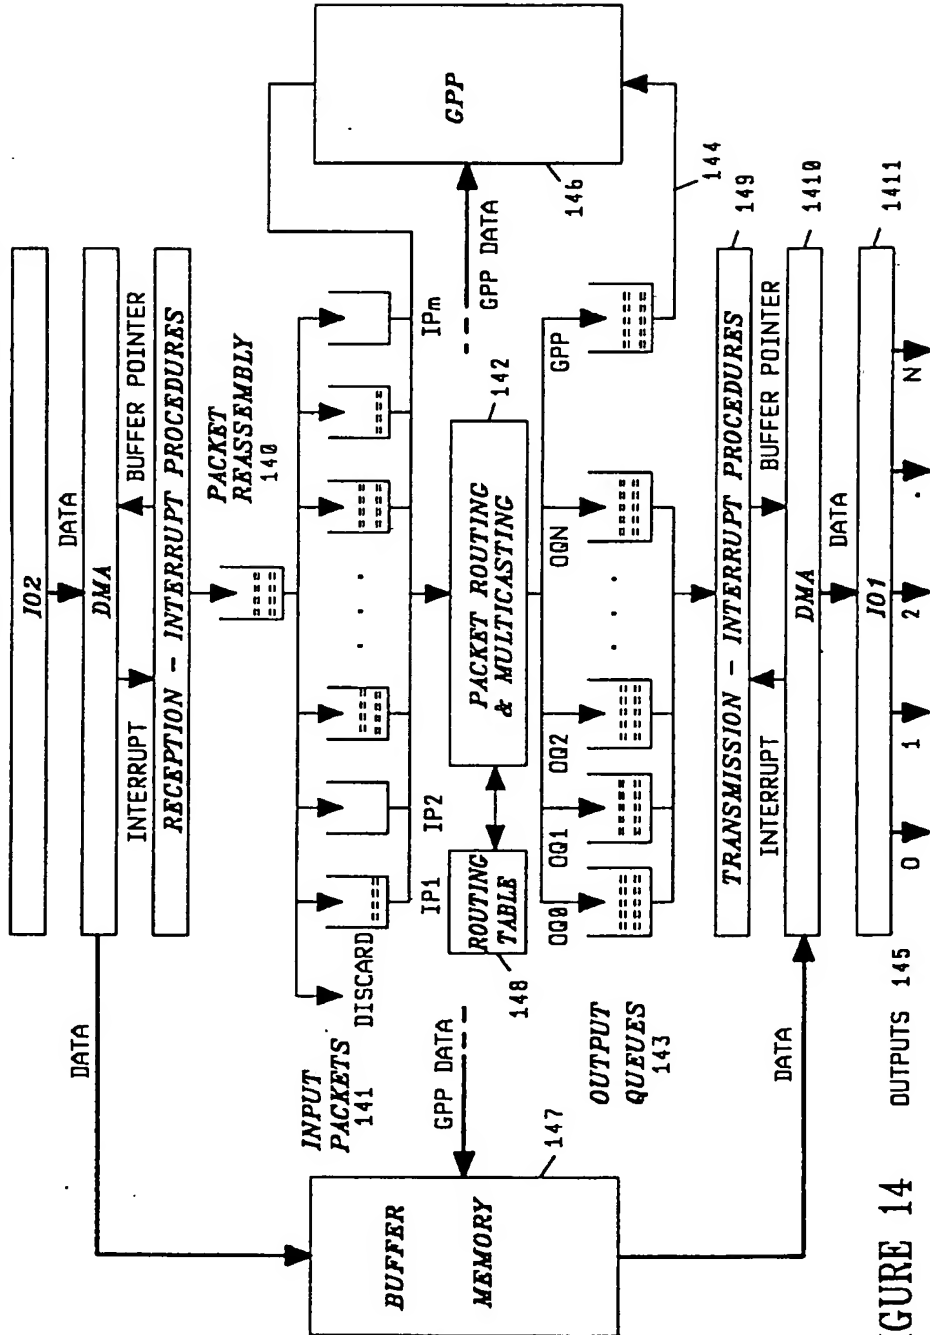 IO2
DATA
DMA
INTERRUPT
BUFFER POINTER
RECEPTION - INTERRUPT PROCEDURES
DATA
PACKET
REASSEMBLY
140
INPUT
PACKETS
141
DISCARD
IP1
IP2
IPm
GPP
146
GPP DATA
GPP DATA
BUFFER
MEMORY
147
ROUTING
TABLE
148
PACKET ROUTING
& MULTICASTING
142
OUTPUT
QUEUES
143
OQ0
OQ1
OQ2
OQN
GPP
144
TRANSMISSION - INTERRUPT PROCEDURES
149
INTERRUPT
BUFFER POINTER
DATA
DMA
1410
DATA
IO1
1411
OUTPUTS 145
0
1
2
N
GURE 14